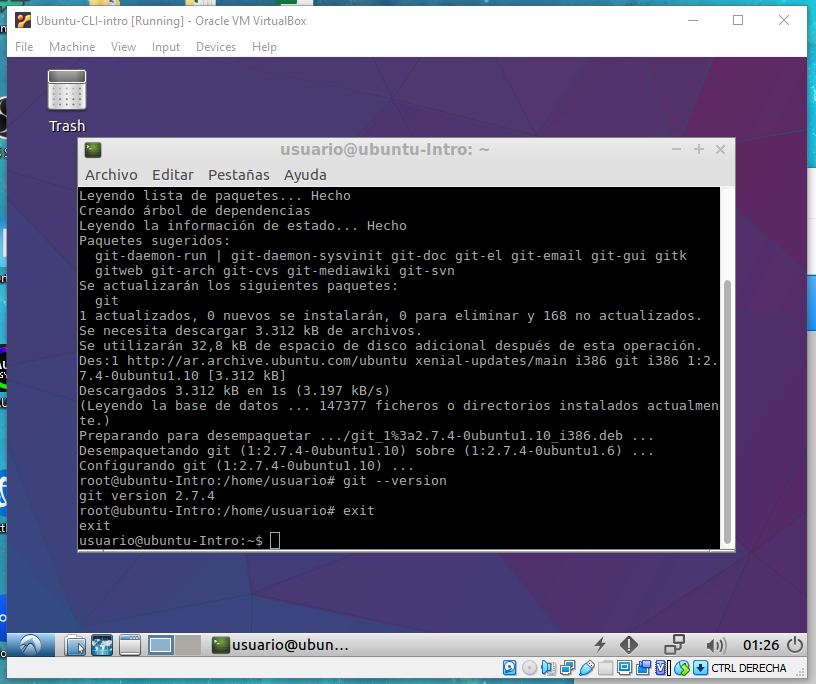 Ubuntu-CLI-intro [Running] - Oracle VM VirtualBox
File Machine View Input Devices Help
Trash
usuario@ubuntu-Intro: ~
Archivo Editar Pestañas Ayuda
Leyendo lista de paquetes... Hecho
Creando árbol de dependencias
Leyendo la información de estado... Hecho
Paquetes sugeridos:
git-daemon-run | git-daemon-sysvinit git-doc git-el git-email git-gui gitk
gitweb git-arch git-cvs git-mediawiki git-svn
Se actualizarán los siguientes paquetes:
git
1 actualizados, 0 nuevos se instalarán, 0 para eliminar y 168 no actualizados.
Se necesita descargar 3.312 kB de archivos.
Se utilizarán 32,8 kB de espacio de disco adicional después de esta operación.
Des:1 http://ar.archive.ubuntu.com/ubuntu xenial-updates/main i386 git i386 1:2.
7.4-0ubuntu1.10 [3.312 kB]
Descargados 3.312 kB en 1s (3.197 kB/s)
(Leyendo la base de datos ... 147377 ficheros o directorios instalados actualmen
te.)
Preparando para desempaquetar .../git_1%3a2.7.4-0ubuntu1.10_i386.deb ...
Desempaquetando git (1:2.7.4-0ubuntu1.10) sobre (1:2.7.4-0ubuntu1.6) ...
Configurando git (1:2.7.4-0ubuntu1.10) ...
root@ubuntu-Intro:/home/usuario# git --version
git version 2.7.4
root@ubuntu-Intro:/home/usuario# exit
exit
usuario@ubuntu-Intro:~$
usuario@ubun...
01:26
CTRL DERECHA